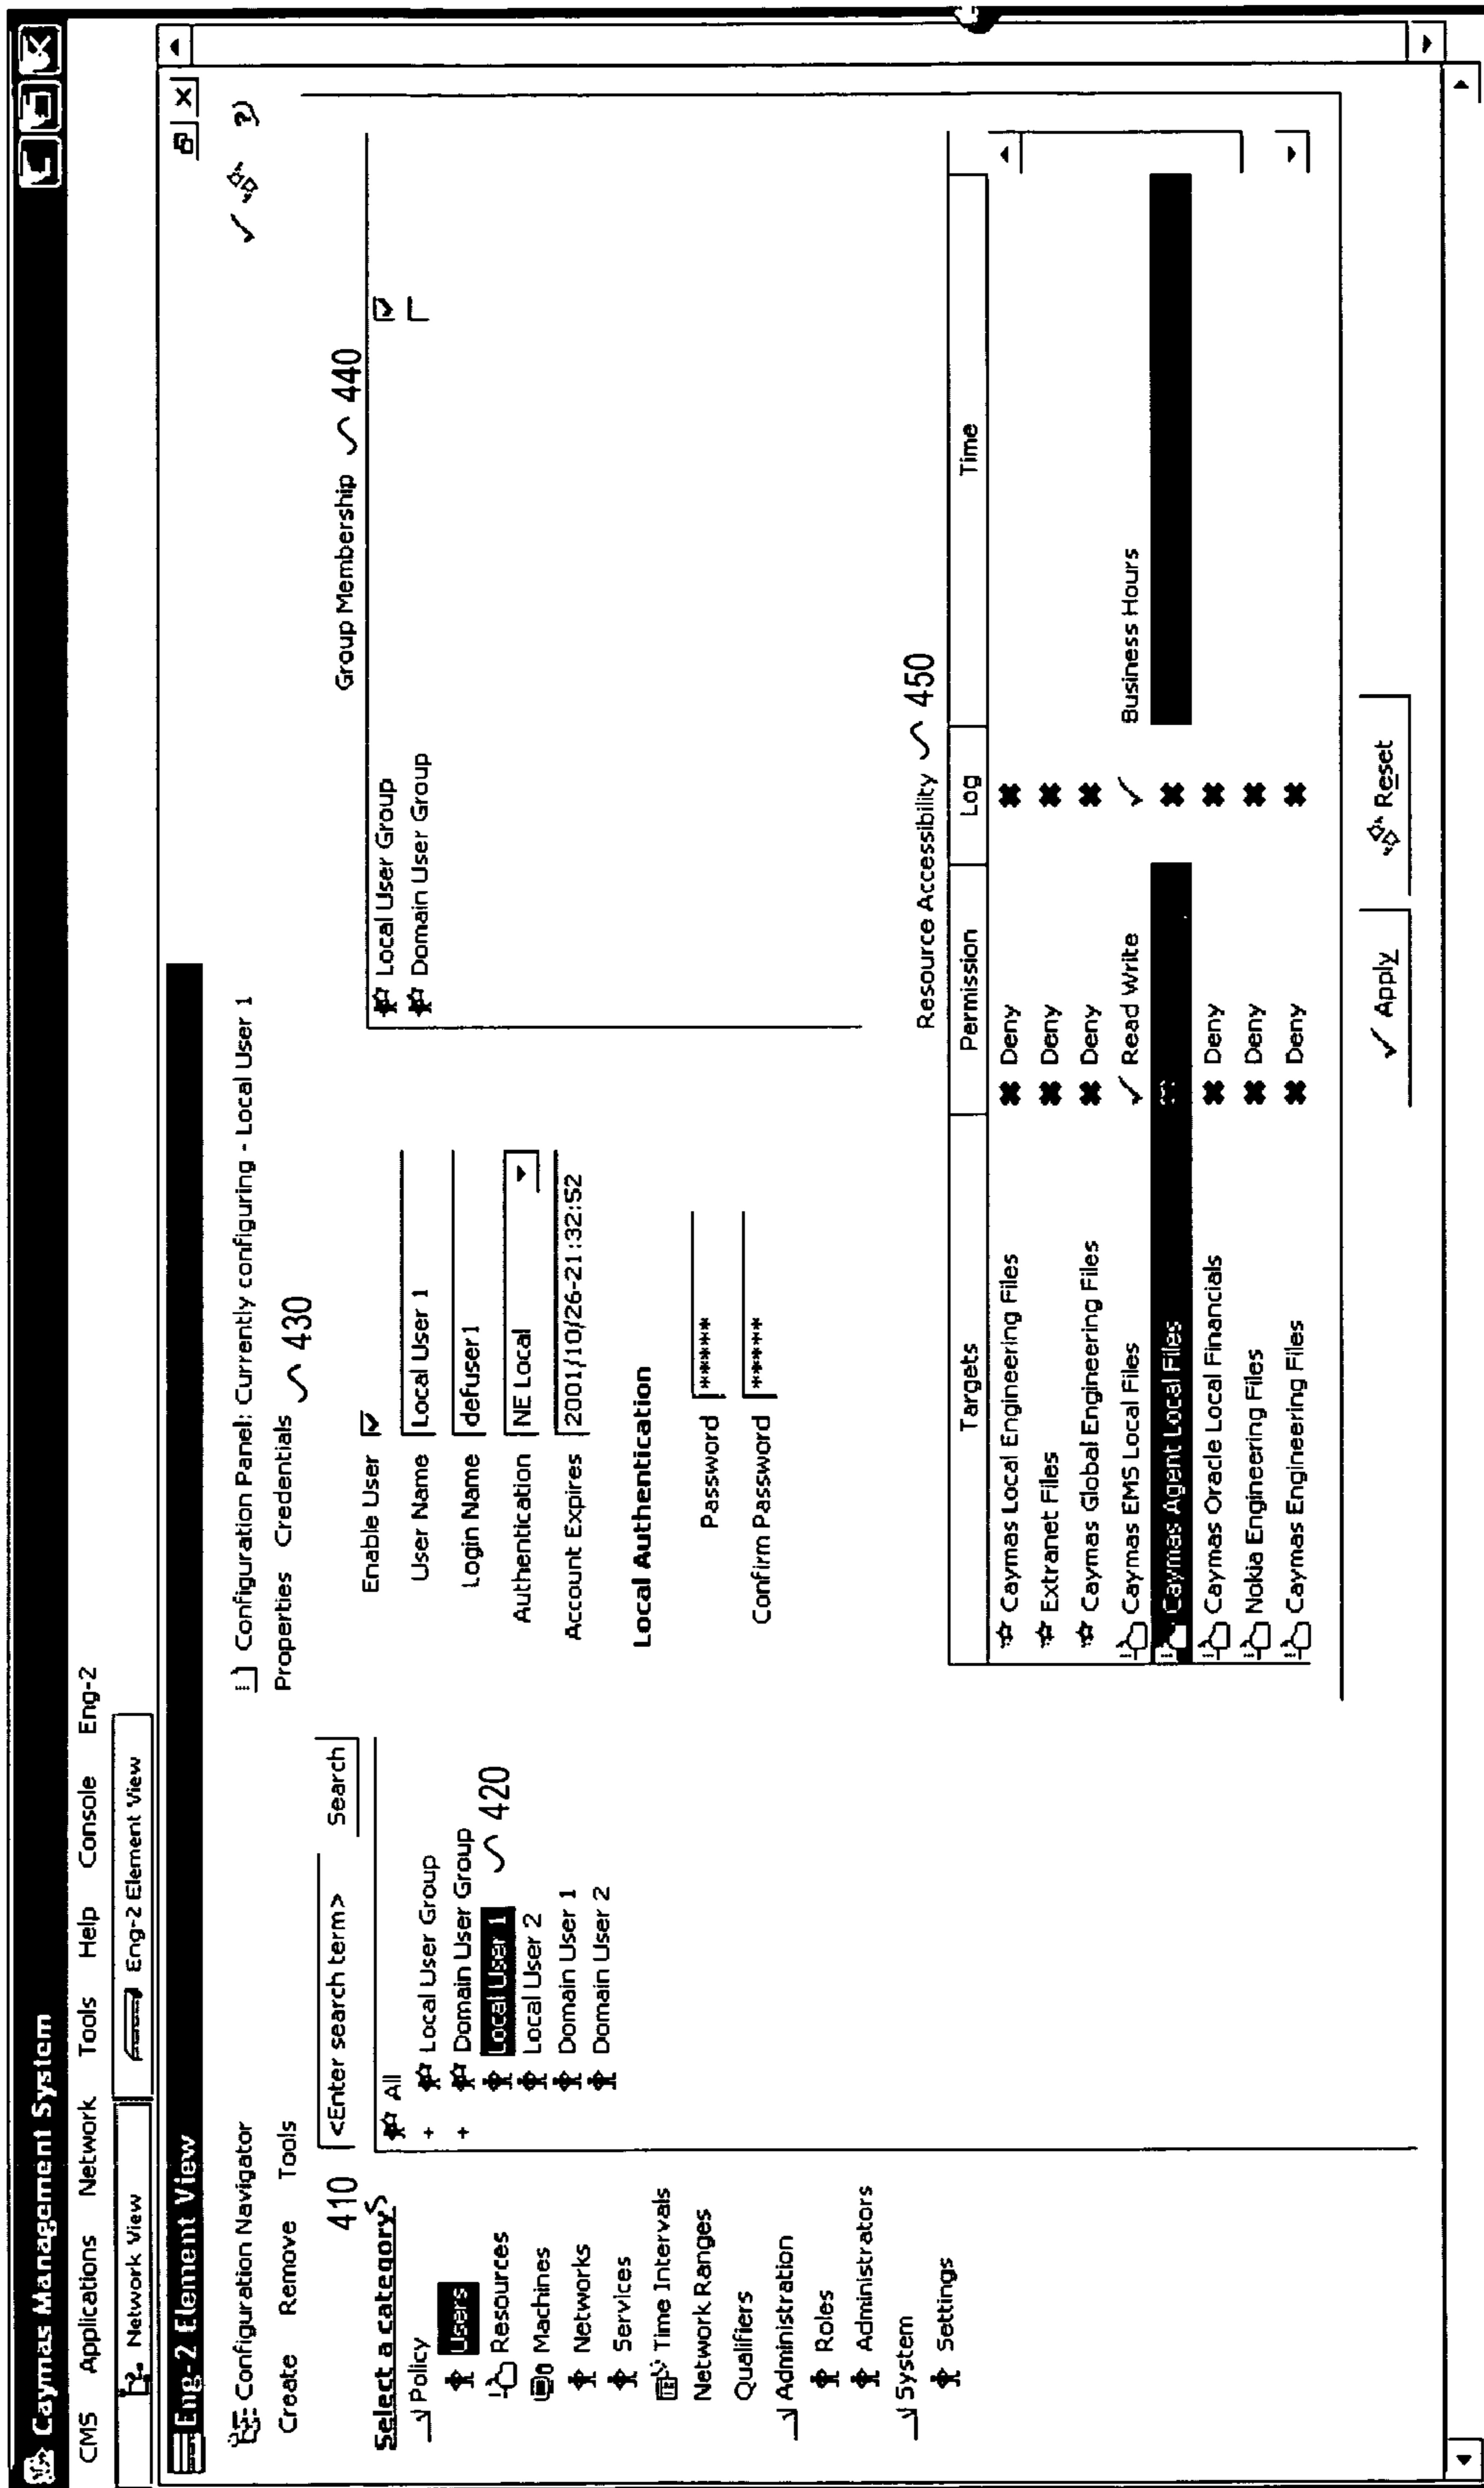 Caymas Management System
CMS Applications Network Tools Help Console Eng-2
Network View Eng-2 Element View
Eng-2 Element View
Configuration Navigator
Create Remove Tools
410 <Enter search term> Search
Select a category
Policy
Users
Resources
Machines
Networks
Services
Time Intervals
Network Ranges
Qualifiers
Administration
Roles
Administrators
System
Settings
All
+ Local User Group
+ Domain User Group
Local User 1 420
Local User 2
Domain User 1
Domain User 2
Configuration Panel: Currently configuring - Local User 1
Properties Credentials 430
Enable User
User Name Local User 1
Login Name defuser1
Authentication NE Local
Account Expires 2001/10/26-21:32:52
Local Authentication
Password *****
Confirm Password *****
Group Membership 440
Local User Group
Domain User Group
Resource Accessibility 450
Targets Permission Log Time
Caymas Local Engineering Files Deny
Extranet Files Deny
Caymas Global Engineering Files Deny
Caymas EMS Local Files Read Write Business Hours
Caymas Agent Local Files
Caymas Oracle Local Financials Deny
Nokia Engineering Files Deny
Caymas Engineering Files Deny
Apply Reset